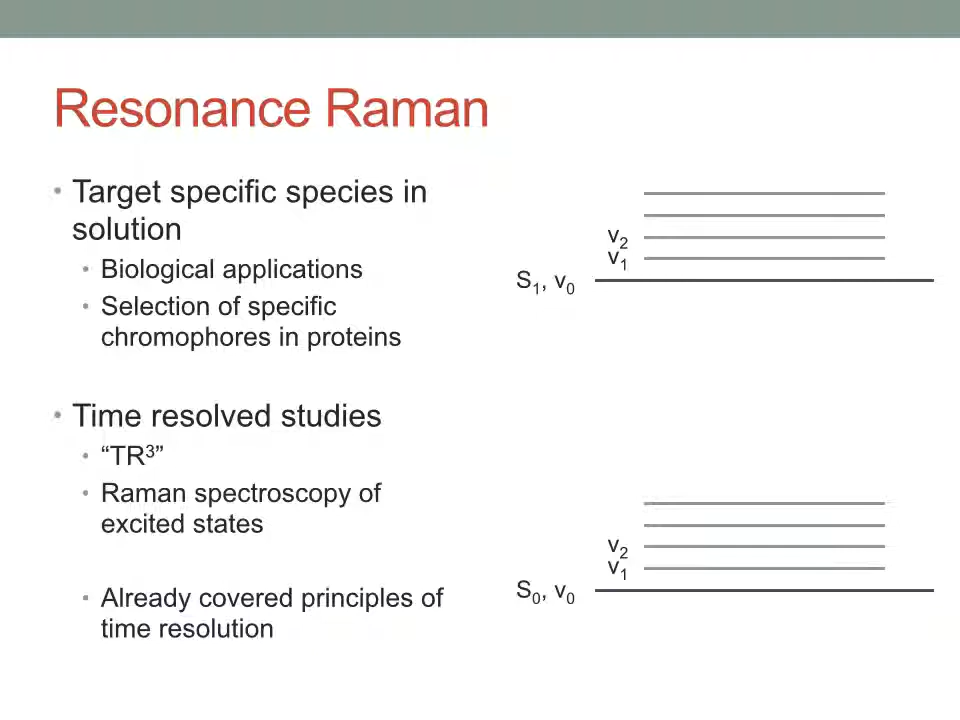 Resonance Raman
• Target specific species in
solution
• Biological applications
• Selection of specific
chromophores in proteins
• Time resolved studies
• “TR³”
• Raman spectroscopy of
excited states
• Already covered principles of
time resolution
v₂
v₁
S₁, v₀
v₂
v₁
S₀, v₀